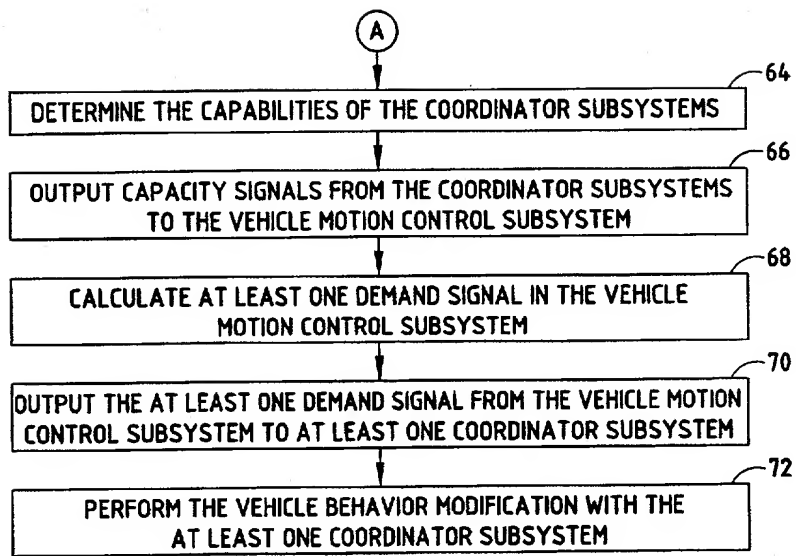 A
64
DETERMINE THE CAPABILITIES OF THE COORDINATOR SUBSYSTEMS
66
OUTPUT CAPACITY SIGNALS FROM THE COORDINATOR SUBSYSTEMS
TO THE VEHICLE MOTION CONTROL SUBSYSTEM
68
CALCULATE AT LEAST ONE DEMAND SIGNAL IN THE VEHICLE
MOTION CONTROL SUBSYSTEM
70
OUTPUT THE AT LEAST ONE DEMAND SIGNAL FROM THE VEHICLE MOTION
CONTROL SUBSYSTEM TO AT LEAST ONE COORDINATOR SUBSYSTEM
72
PERFORM THE VEHICLE BEHAVIOR MODIFICATION WITH THE
AT LEAST ONE COORDINATOR SUBSYSTEM